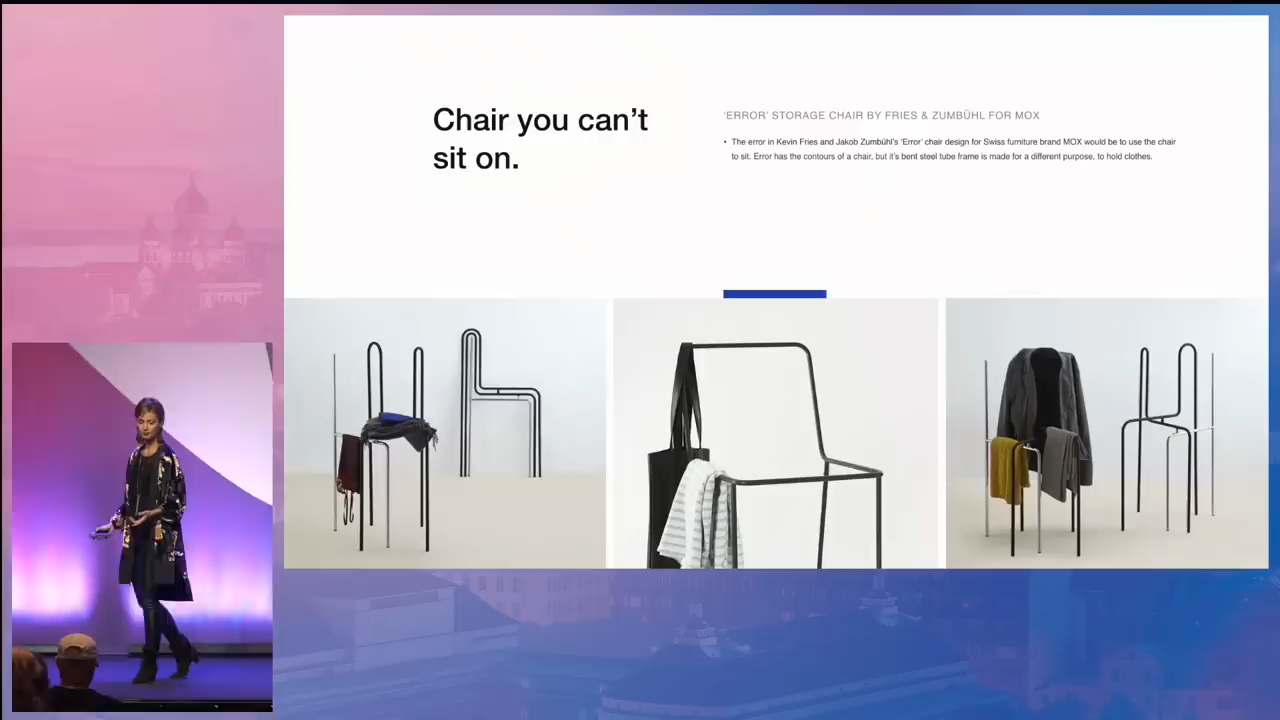 Chair you can't
sit on.
'ERROR' STORAGE CHAIR BY FRIES & ZUMBÜHL FOR MOX
• The error in Kevin Fries and Jakob Zumbühl's 'Error' chair design for Swiss furniture brand MOX would be to use the chair
to sit. Error has the contours of a chair, but it's bent steel tube frame is made for a different purpose, to hold clothes.